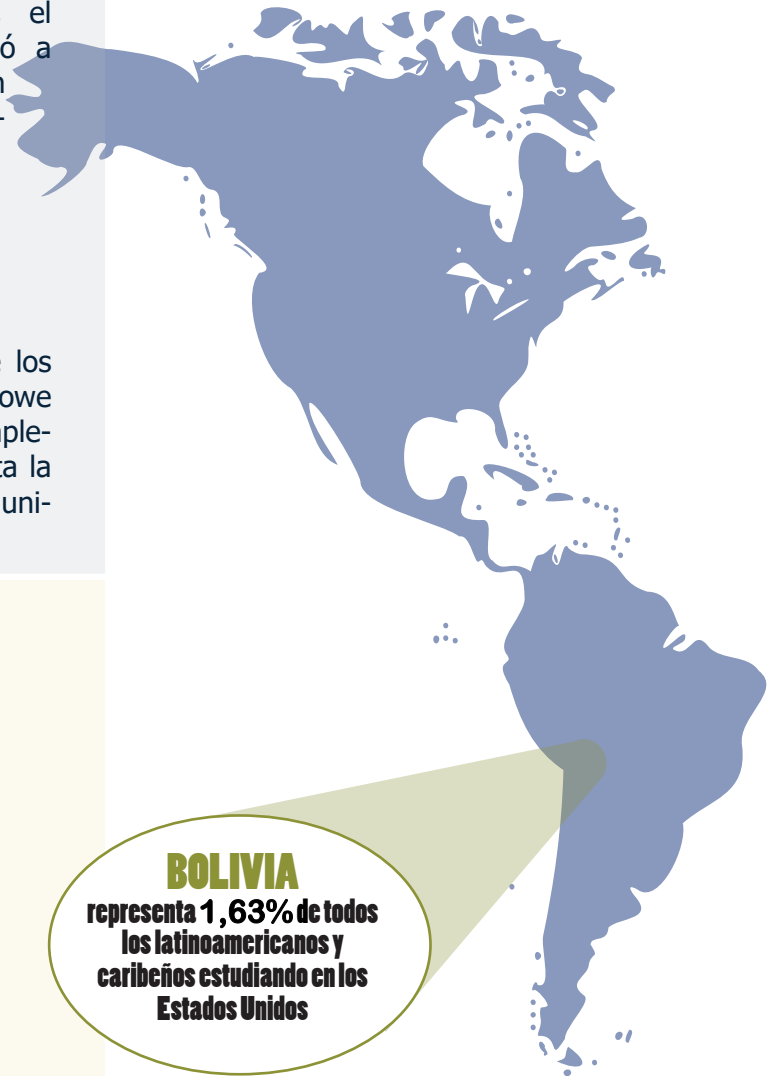 el
ó a
n
-
los
owe
ple-
ta la
uni-
BOLIVIA
representa 1,63% de todos
los latinoamericanos y
caribeños estudiando en los
Estados Unidos